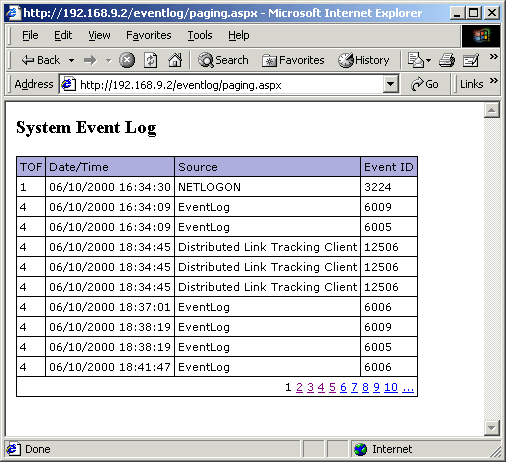 http://192.168.9.2/eventlog/paging.aspx - Microsoft Internet Explorer
File Edit View Favorites Tools Help
Back Search Favorites History »
Address http://192.168.9.2/eventlog/paging.aspx Go Links »
System Event Log
TOF Date/Time Source Event ID
1 06/10/2000 16:34:30 NETLOGON 3224
4 06/10/2000 16:34:09 EventLog 6009
4 06/10/2000 16:34:09 EventLog 6005
4 06/10/2000 18:34:45 Distributed Link Tracking Client 12506
4 06/10/2000 18:34:45 Distributed Link Tracking Client 12506
4 06/10/2000 18:34:45 Distributed Link Tracking Client 12506
4 06/10/2000 18:37:01 EventLog 6006
4 06/10/2000 18:38:19 EventLog 6009
4 06/10/2000 18:38:19 EventLog 6005
4 06/10/2000 18:41:47 EventLog 6006
1 2 3 4 5 6 7 8 9 10 ...
Done Internet